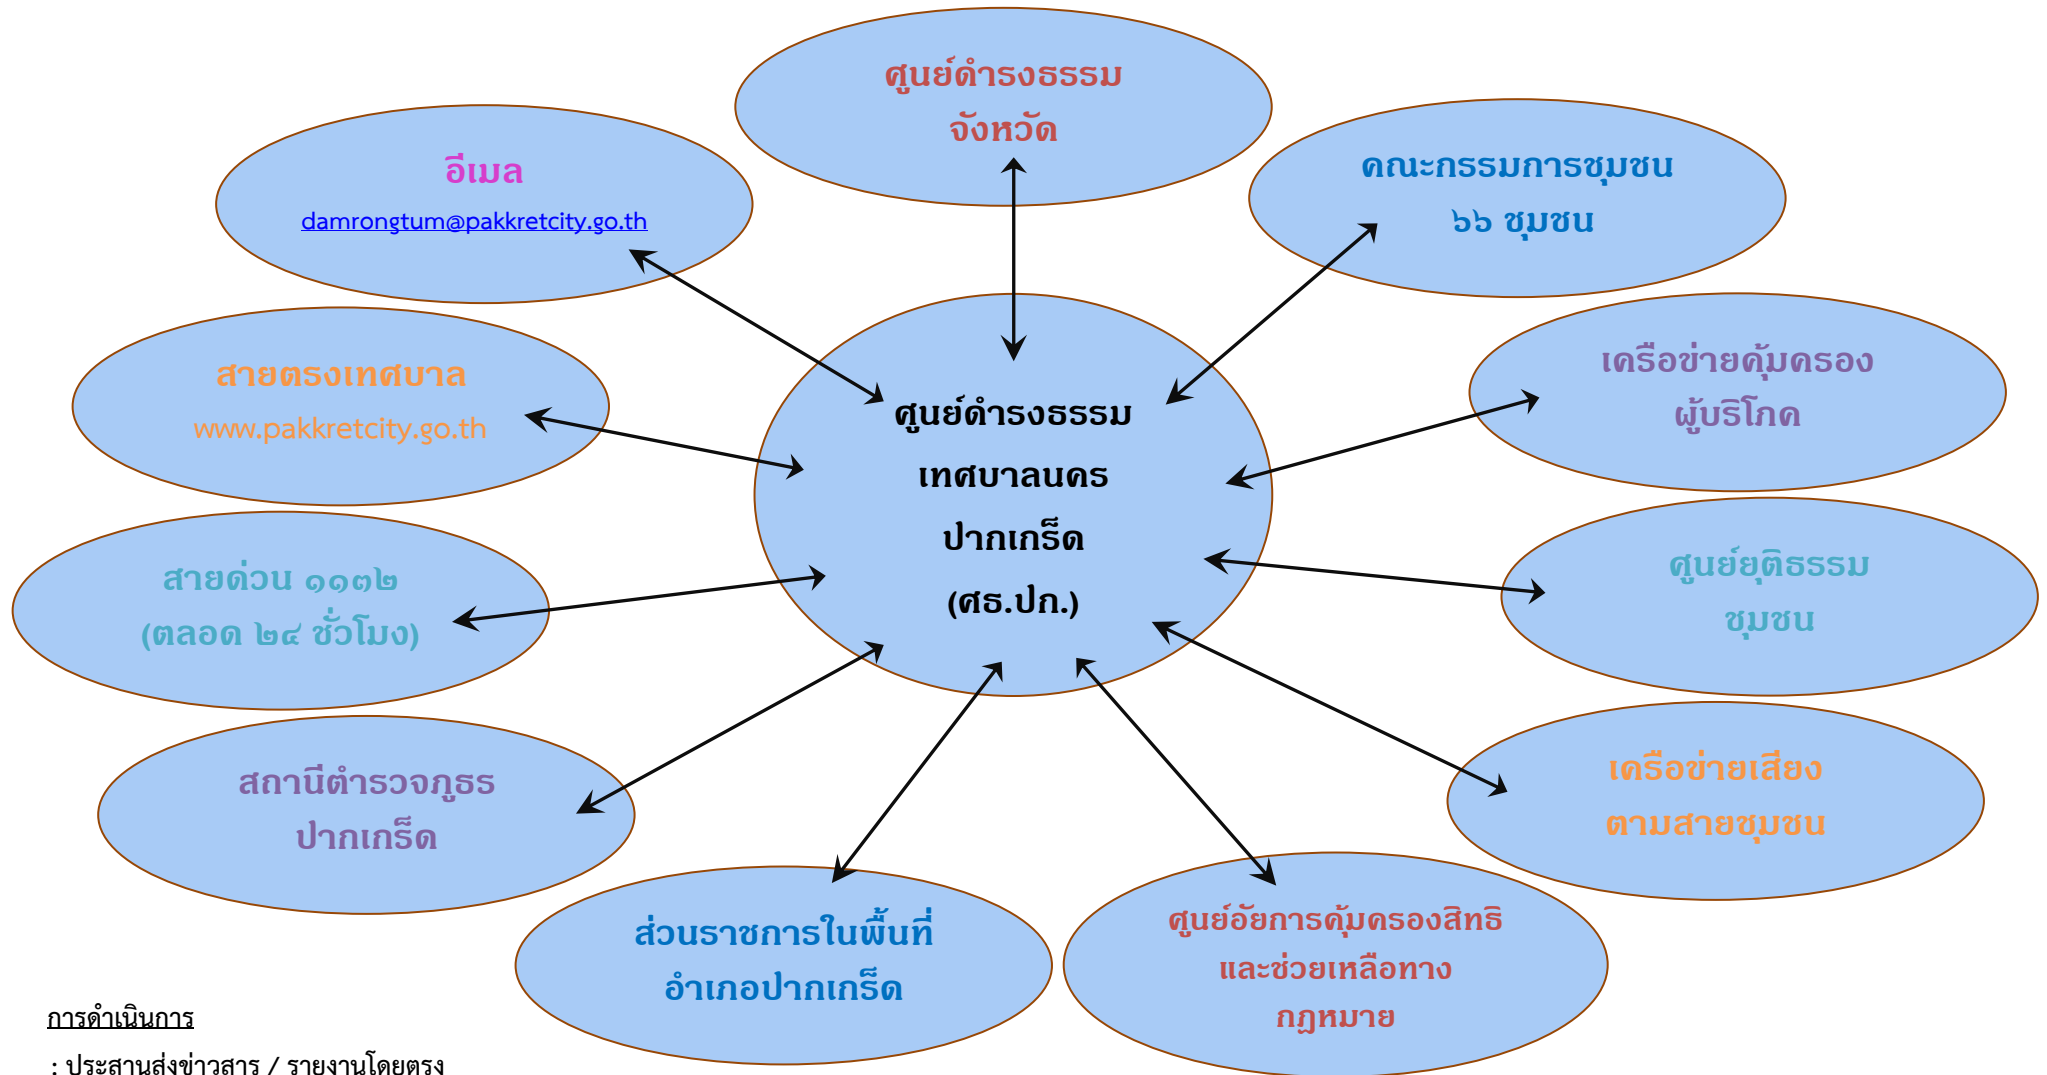 ศูนย์ดำรงธรรม
จังหวัด
อีเมล
damrongtum@pakkretcity.go.th
คณะกรรมการชุมชน
๖๖ ชุมชน
สายตรงเทศบาล
www.pakkretcity.go.th
เครือข่ายคุ้มครอง
ผู้บริโภค
ศูนย์ดำรงธรรม
เทศบาลนคร
ปากเกร็ด
(ศธ.ปก.)
สายด่วน ๑๑๓๒
(ตลอด ๒๔ ชั่วโมง)
ศูนย์ยุติธรรม
ชุมชน
สถานีตำรวจภูธร
ปากเกร็ด
เครือข่ายเสียง
ตามสายชุมชน
ส่วนราชการในพื้นที่
อำเภอปากเกร็ด
ศูนย์อัยการคุ้มครองสิทธิ
และช่วยเหลือทาง
กฎหมาย
การดำเนินการ
: ประสานส่งข่าวสาร / รายงานโดยตรง